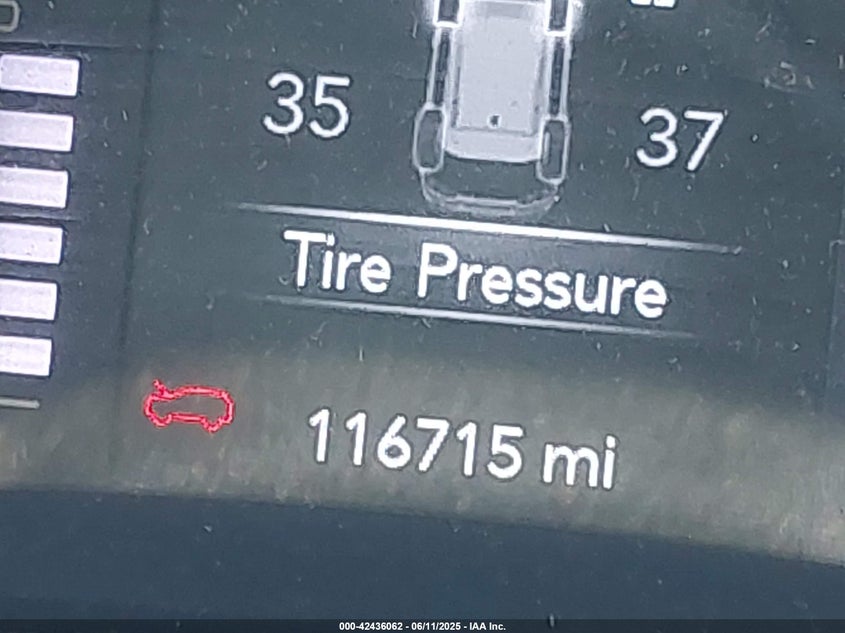 35 37
Tire Pressure
116715 mi
000-42436062 - 06/11/2025 - IAA Inc.